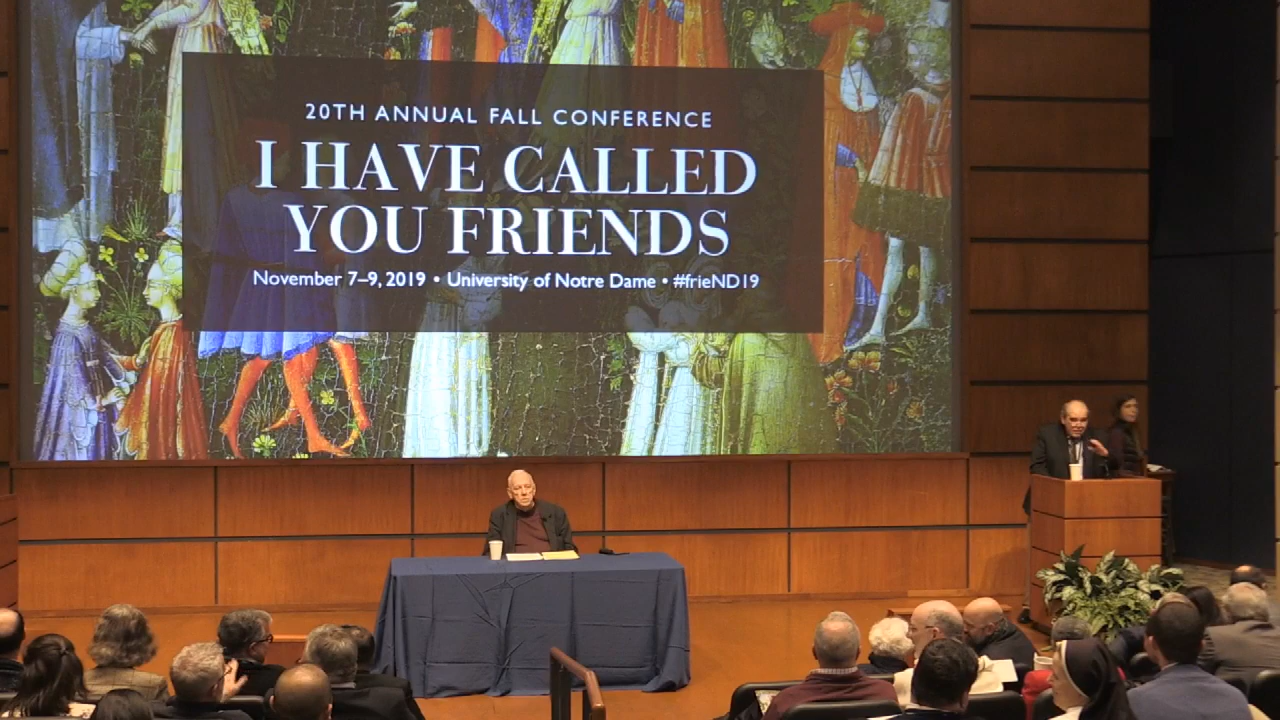 20TH ANNUAL FALL CONFERENCE
I HAVE CALLED
YOU FRIENDS
November 7–9, 2019 • University of Notre Dame • #frieND19